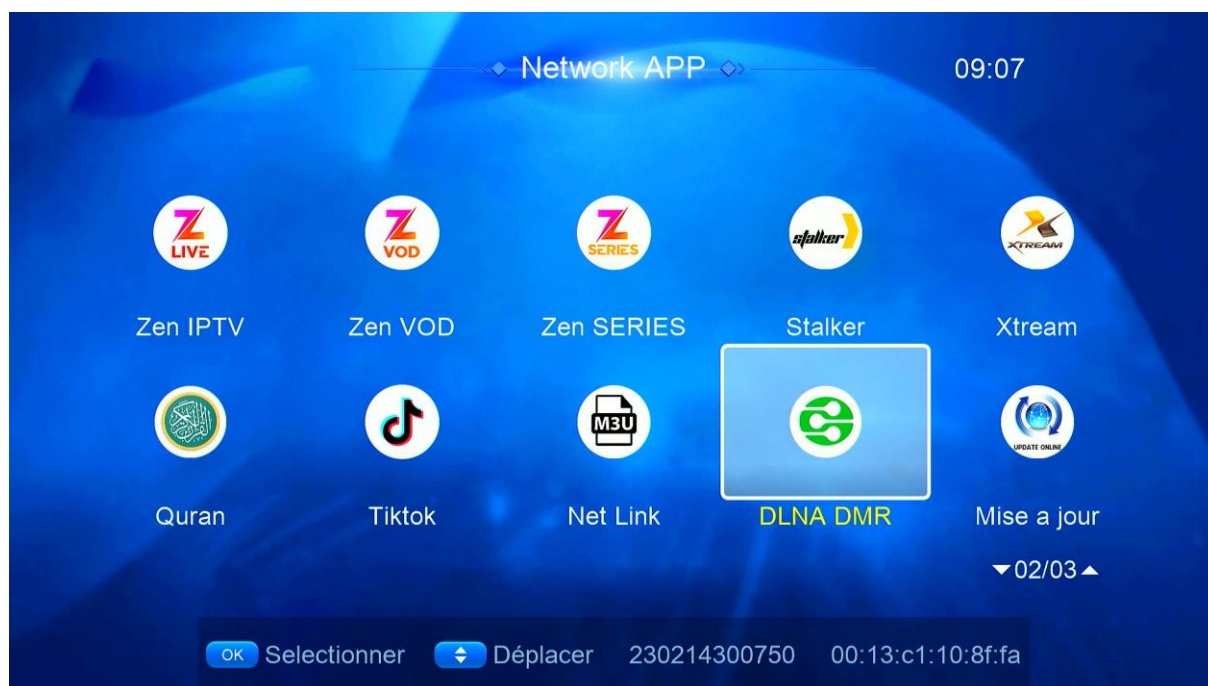 Network APP
09:07
Z LIVE
Z VOD
Z SERIES
stalker
XTREAM
Zen IPTV
Zen VOD
Zen SERIES
Stalker
Xtream
M3U
UPDATE ONLINE
Quran
Tiktok
Net Link
DLNA DMR
Mise a jour
02/03
OK Selectionner Déplacer 230214300750 00:13:c1:10:8f:fa